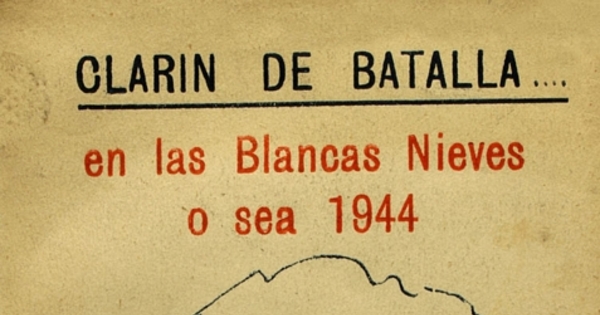 CLARIN DE BATALLA....
en las Blancas Nieves
o sea 1944